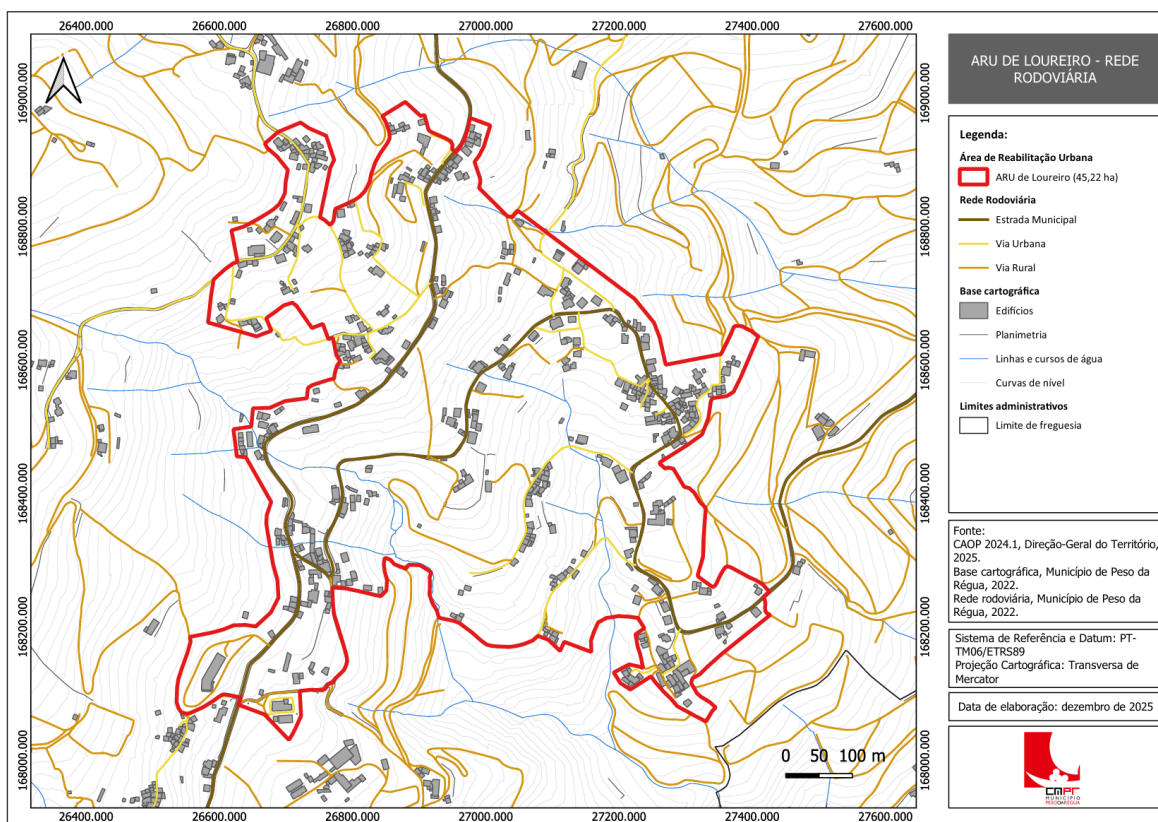 26400.000 26600.000 26800.000 27000.000 27200.000 27400.000 27600.000
169000.000
168800.000
168600.000
168400.000
168200.000
168000.000
169000.000
168800.000
168600.000
168400.000
168200.000
168000.000
0 50 100 m
26400.000 26600.000 26800.000 27000.000 27200.000 27400.000 27600.000
ARU DE LOUREIRO - REDE
RODOVIÁRIA
Legenda:
Área de Reabilitação Urbana
ARU de Loureiro (45,22 ha)
Rede Rodoviária
Estrada Municipal
Via Urbana
Via Rural
Base cartográfica
Edifícios
Planimetria
Linhas e cursos de água
Curvas de nível
Limites administrativos
Limite de freguesia
Fonte:
CAOP 2024.1, Direção-Geral do Território,
2025.
Base cartográfica, Município de Peso da
Régua, 2022.
Rede rodoviária, Município de Peso da
Régua, 2022.
Sistema de Referência e Datum: PT-
TM06/ETRS89
Projeção Cartográfica: Transversa de
Mercator
Data de elaboração: dezembro de 2025
CMPR
MUNICÍPIO
PESODARÉGUA